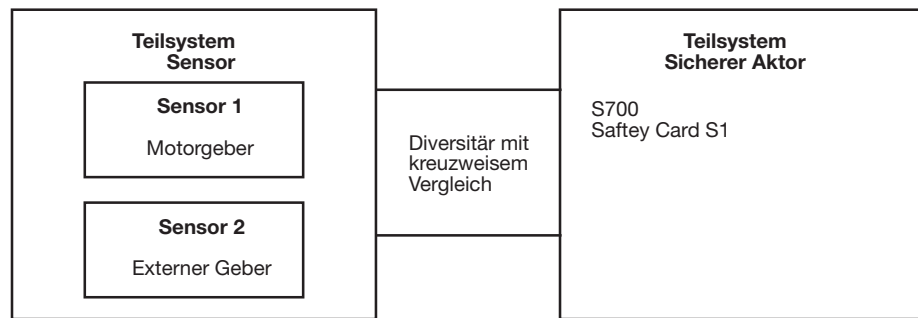 Teilsystem
Sensor
Sensor 1
Motorgeber
Sensor 2
Externer Geber
Diversitär mit
kreuzweisem
Vergleich
Teilsystem
Sicherer Aktor
S700
Saftey Card S1